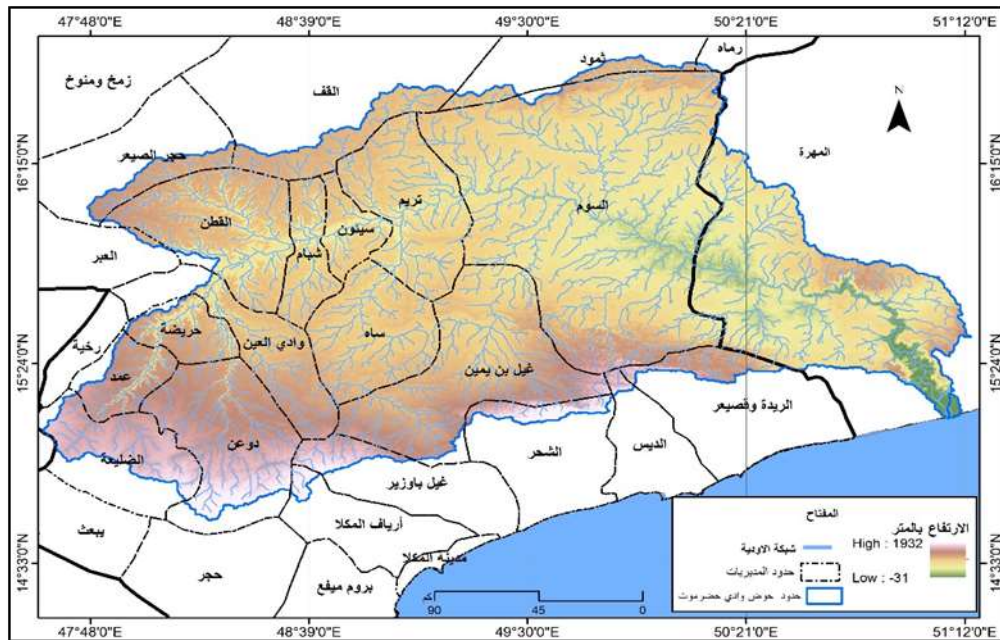 47°48'0"E
48°39'0"E
49°30'0"E
50°21'0"E
51°12'0"E
رماه
ثمود
زمخ ومنوخ
القف
N
المهرة
16°15'0"N
حجر الصيعر
16°15'0"N
تريم
السوم
القطن
سيئون
شبام
العبر
حريضة
وادي العين
ساه
رخية
15°24'0"N
غيل بن يمين
15°24'0"N
عمد
الريدة وقصيعر
دوعن
الديس
الشحر
الضليعة
غيل باوزير
المفتاح
أرياف المكلا
يبعث
الارتفاع بالمتر
شبكة الاودية
High : 1932
14°33'0"N
مدينة المكلا
حدود المديريات
Low : -31
14°33'0"N
حجر
بروم ميفع
حدود حوض وادي حضرموت
كم
90
45
0
47°48'0"E
48°39'0"E
49°30'0"E
50°21'0"E
51°12'0"E